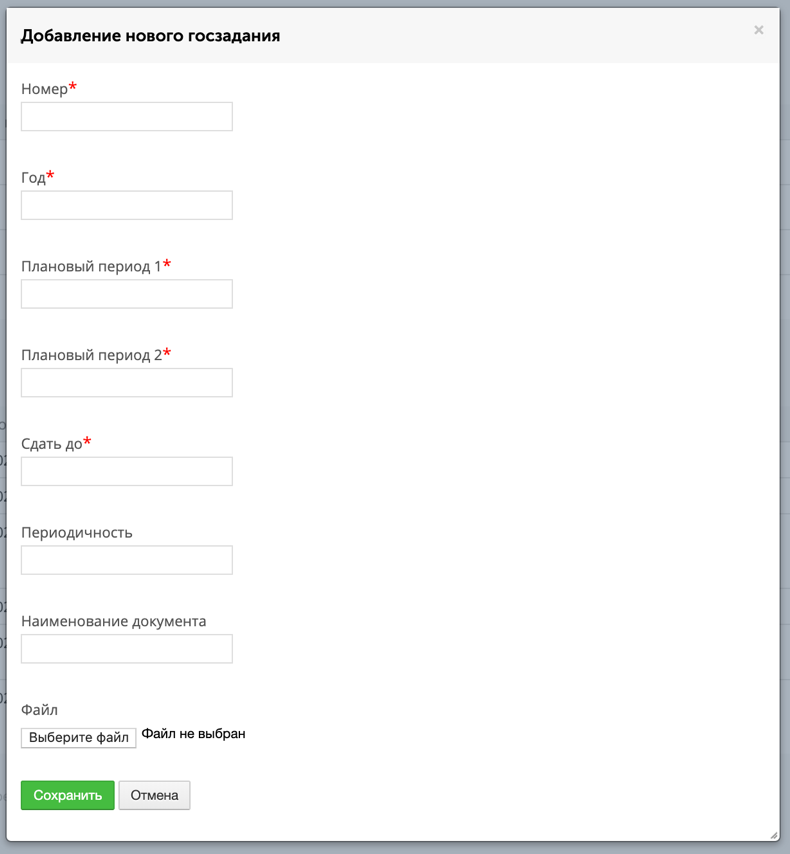 Добавление нового госзадания
×
Номер*
Год*
Плановый период 1*
Плановый период 2*
Сдать до*
Периодичность
Наименование документа
Файл
Выберите файл Файл не выбран
Сохранить Отмена